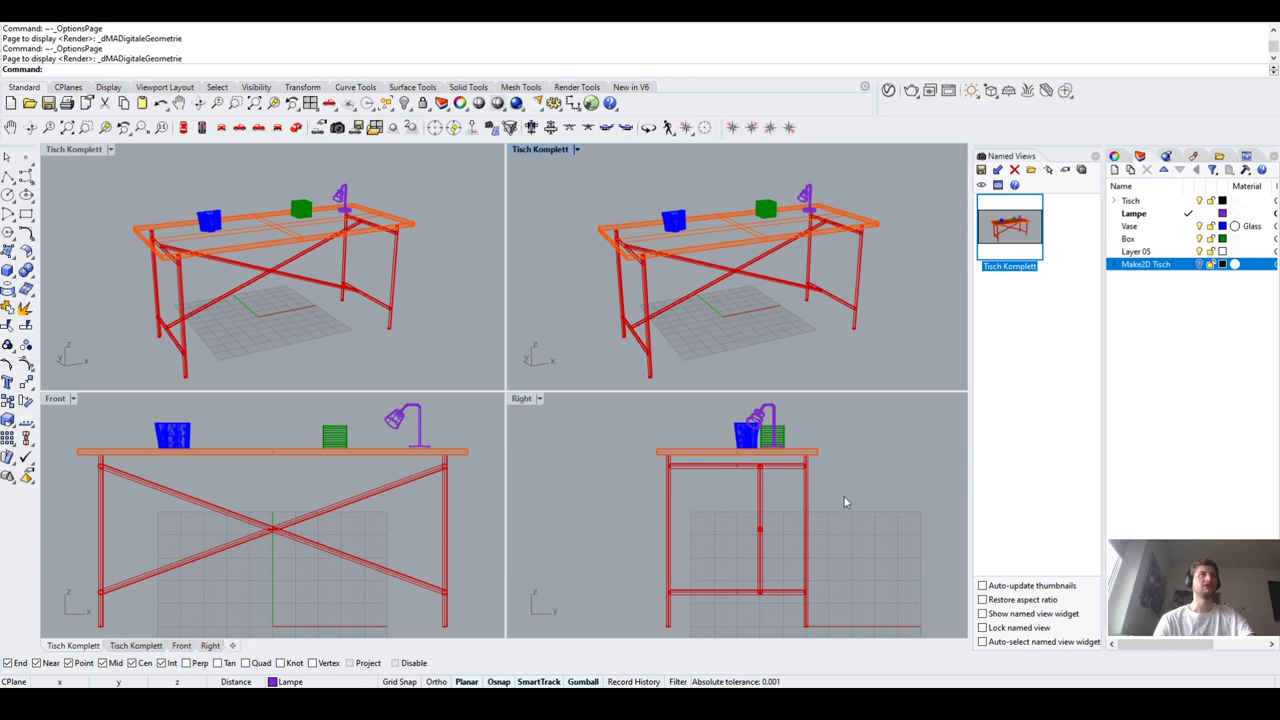 Command: ~-_OptionsPage
Page to display <Render>: _dMADigitaleGeometrie
Command: ~-_OptionsPage
Page to display <Render>: _dMADigitaleGeometrie
Command:
Standard CPlanes Display Viewport Layout Select Visibility Transform Curve Tools Surface Tools Solid Tools Mesh Tools Render Tools New in V6
Tisch Komplett
Tisch Komplett
Named Views
Name Material
Tisch
Lampe
Vase Glass
Box
Layer 05
Make2D Tisch
Tisch Komplett
z
y x
z
y x
Front
Right
z
x
z
y
Auto-update thumbnails
Restore aspect ratio
Show named view widget
Lock named view
Auto-select named view widget
Tisch Komplett Tisch Komplett Front Right
End Near Point Mid Cen Int Perp Tan Quad Knot Vertex Project Disable
CPlane x y z Distance Lampe Grid Snap Ortho Planar Osnap SmartTrack Gumball Record History Filter Absolute tolerance: 0.001